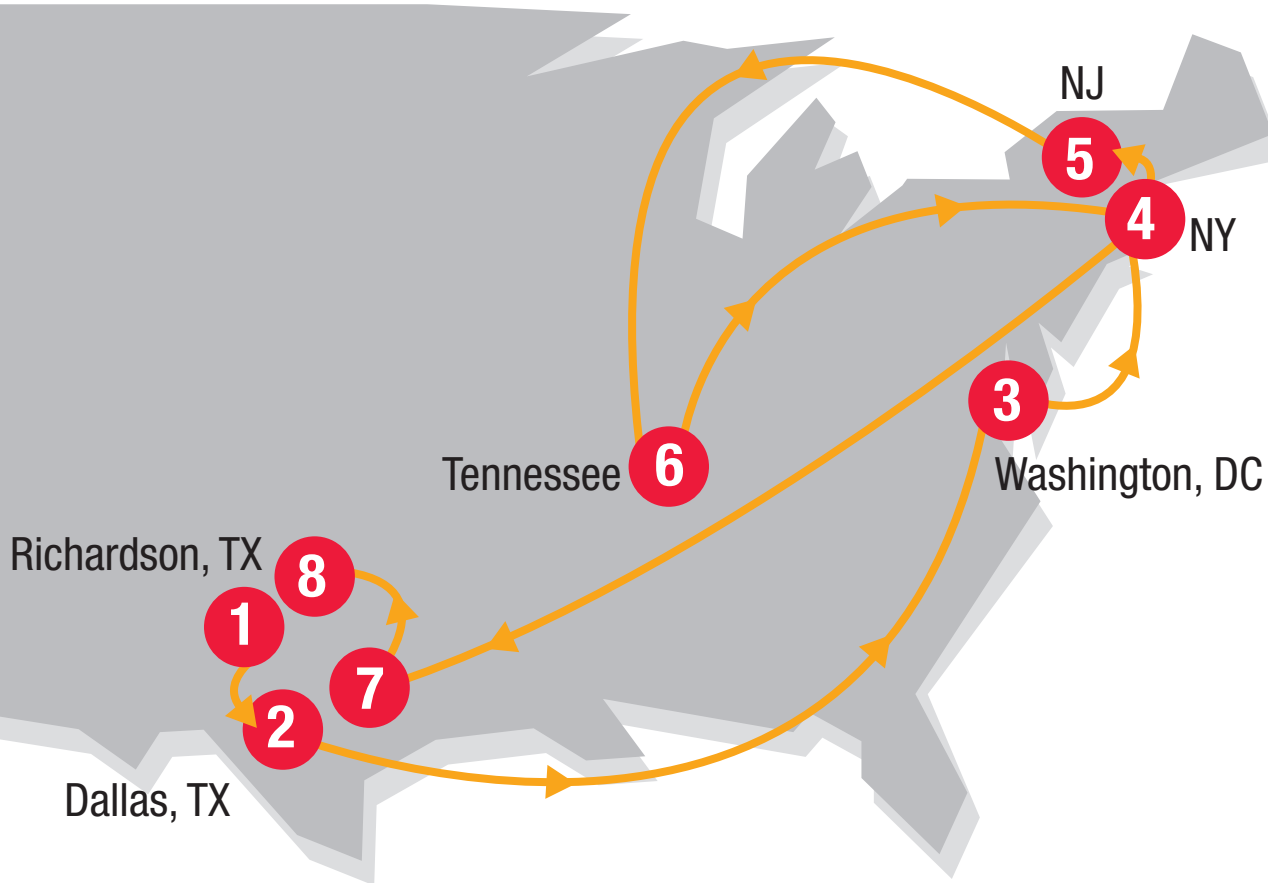 NJ
5
4
NY
3
Tennessee
6
Washington, DC
Richardson, TX
8
1
7
2
Dallas, TX